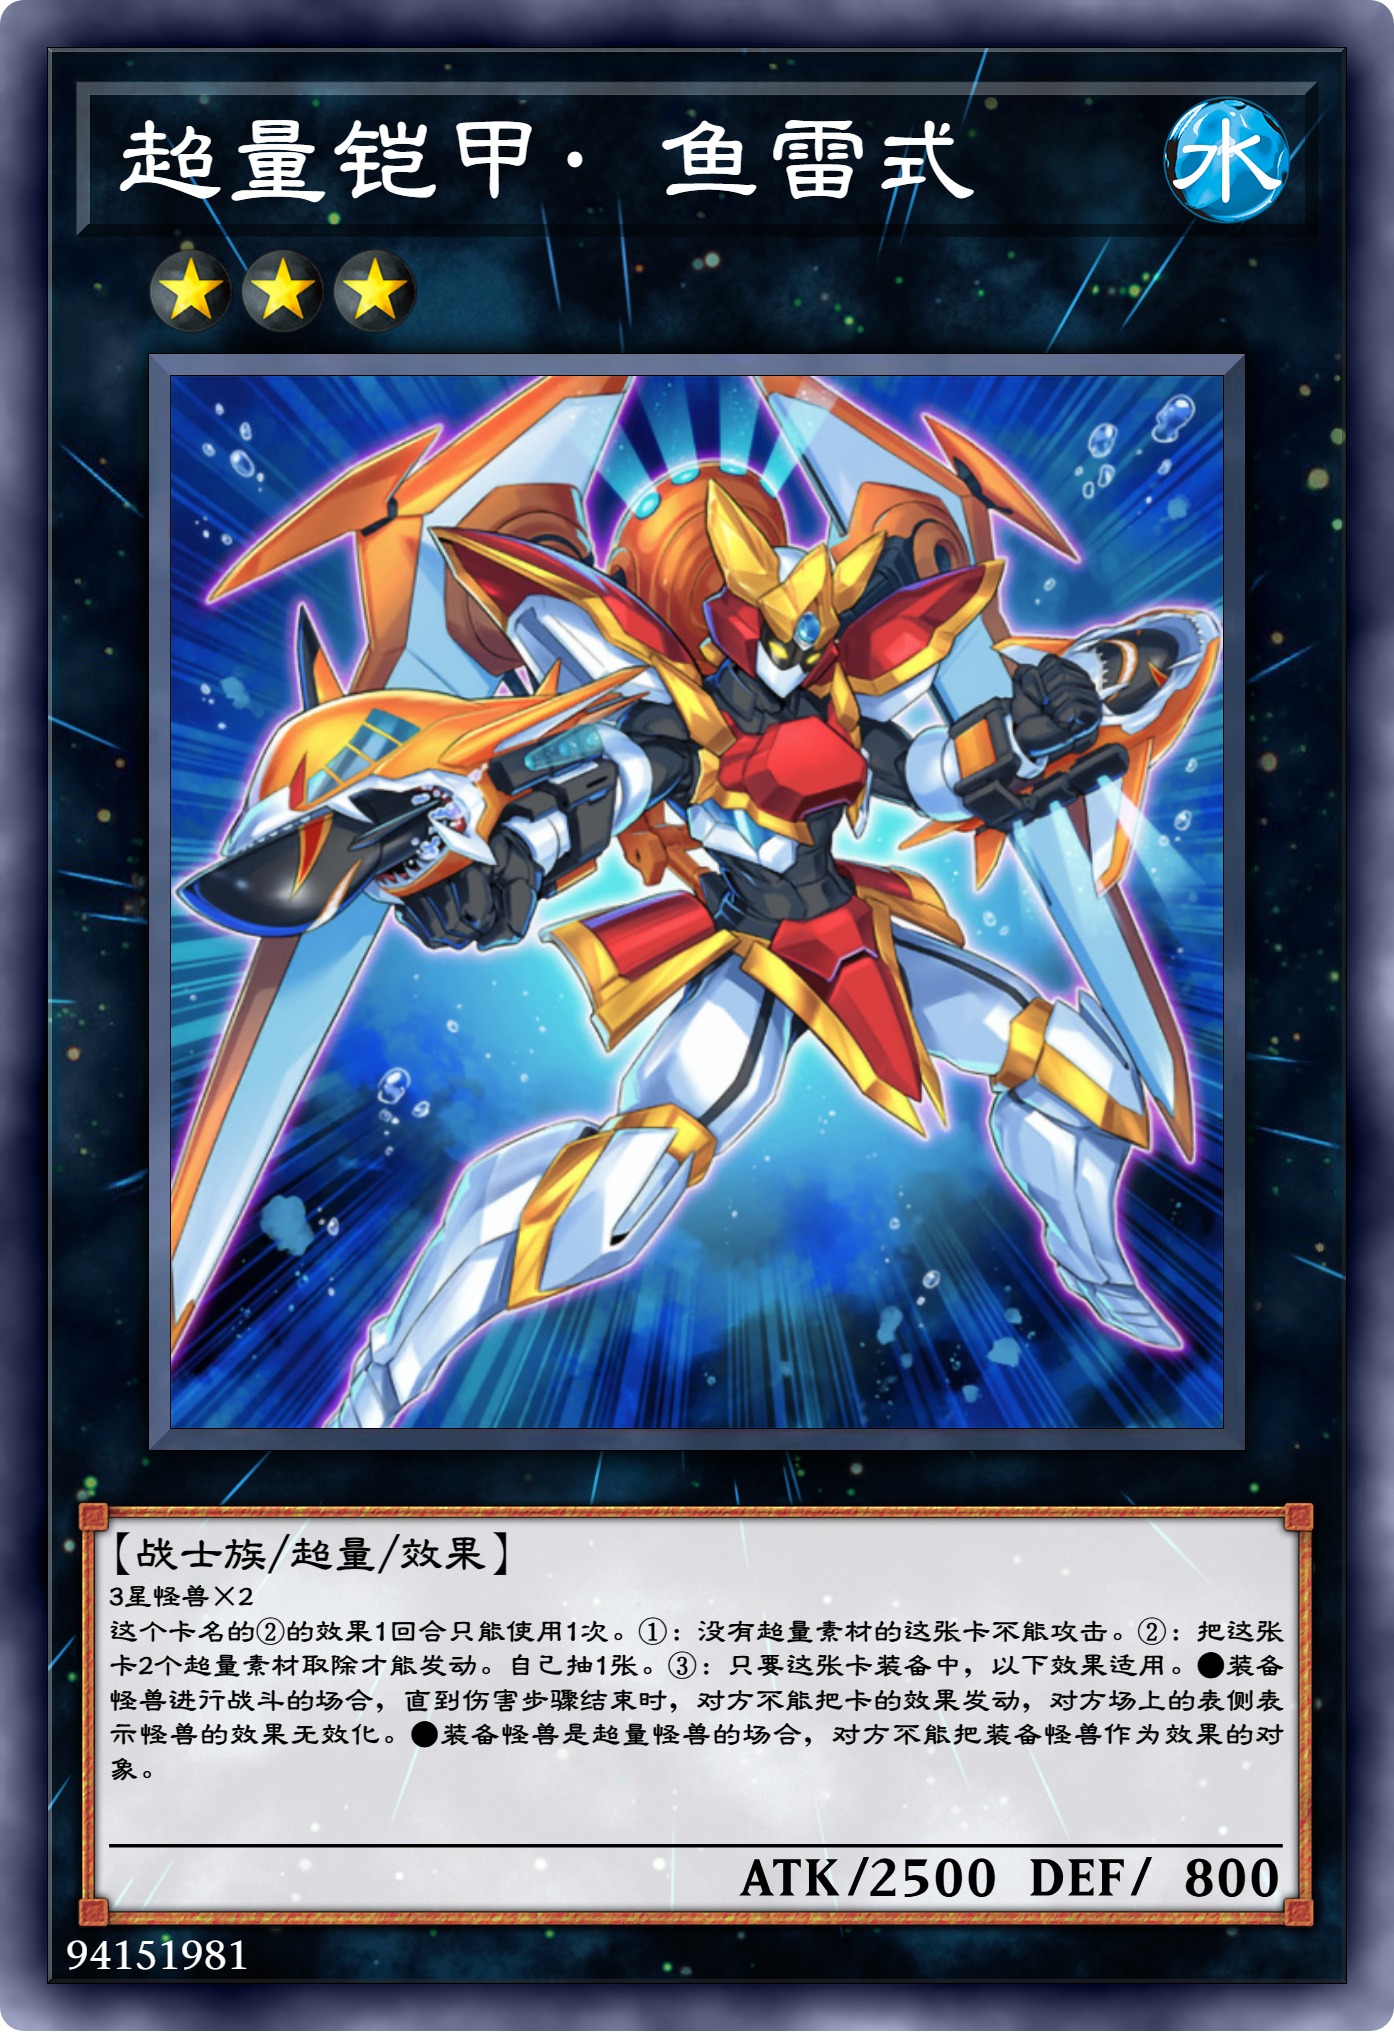 超量铠甲·鱼雷式
水
【战士族/超量/效果】
3星怪兽×2
这个卡名的②的效果1回合只能使用1次。①：没有超量素材的这张卡不能攻击。②：把这张
卡2个超量素材取除才能发动。自己抽1张。③：只要这张卡装备中，以下效果适用。●装备
怪兽进行战斗的场合，直到伤害步骤结束时，对方不能把卡的效果发动，对方场上的表侧表
示怪兽的效果无效化。●装备怪兽是超量怪兽的场合，对方不能把装备怪兽作为效果的对
象。
ATK/2500 DEF/ 800
94151981